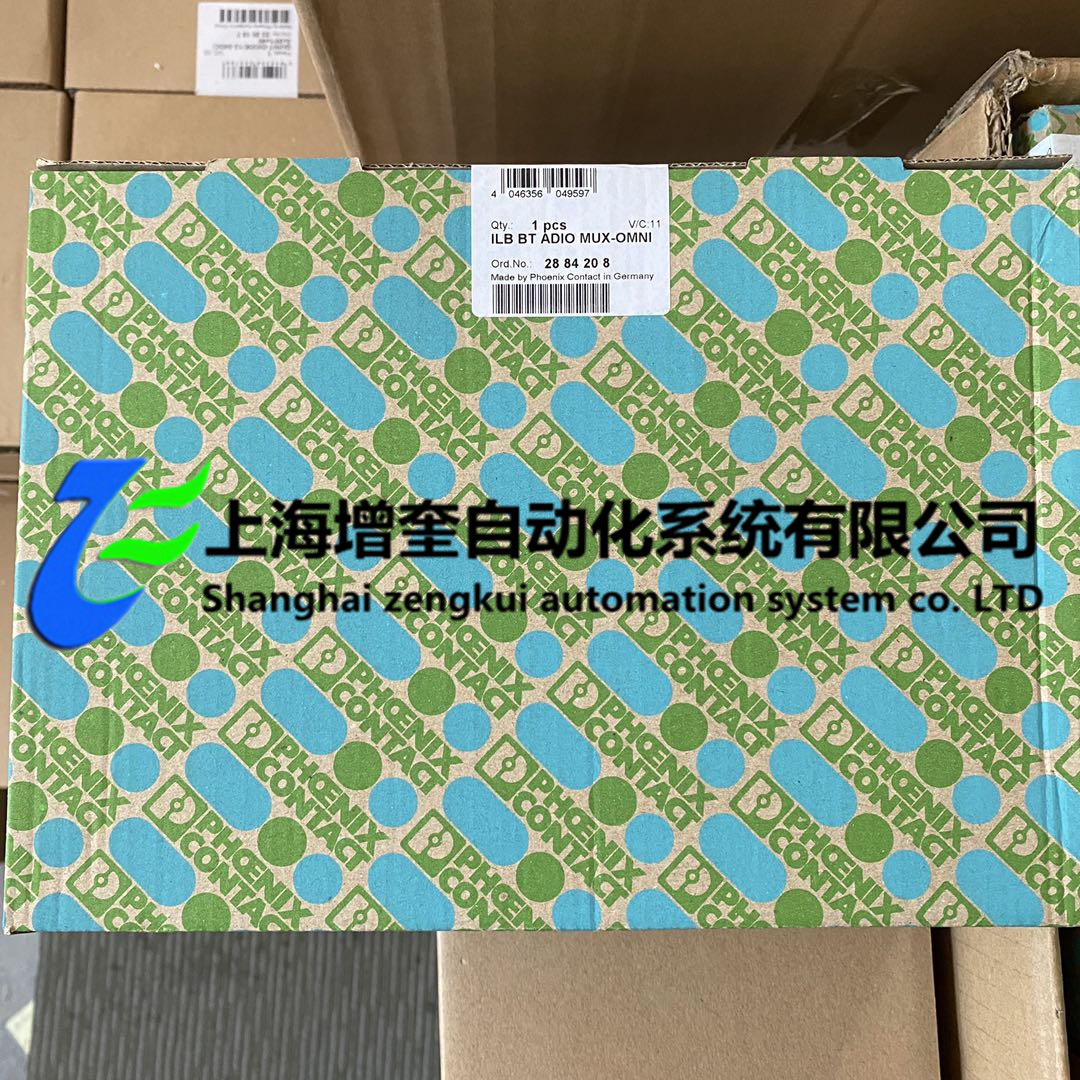 4 046356 049597
Qty.: 1 pcs V/C:11
ILB BT ADIO MUX-OMNI
Ord.No.: 28 84 20 8
Made by Phoenix Contact in Germany
PHŒNIX
CONTACT
上海增奎自动化系统有限公司
Shanghai zengkui automation system co. LTD